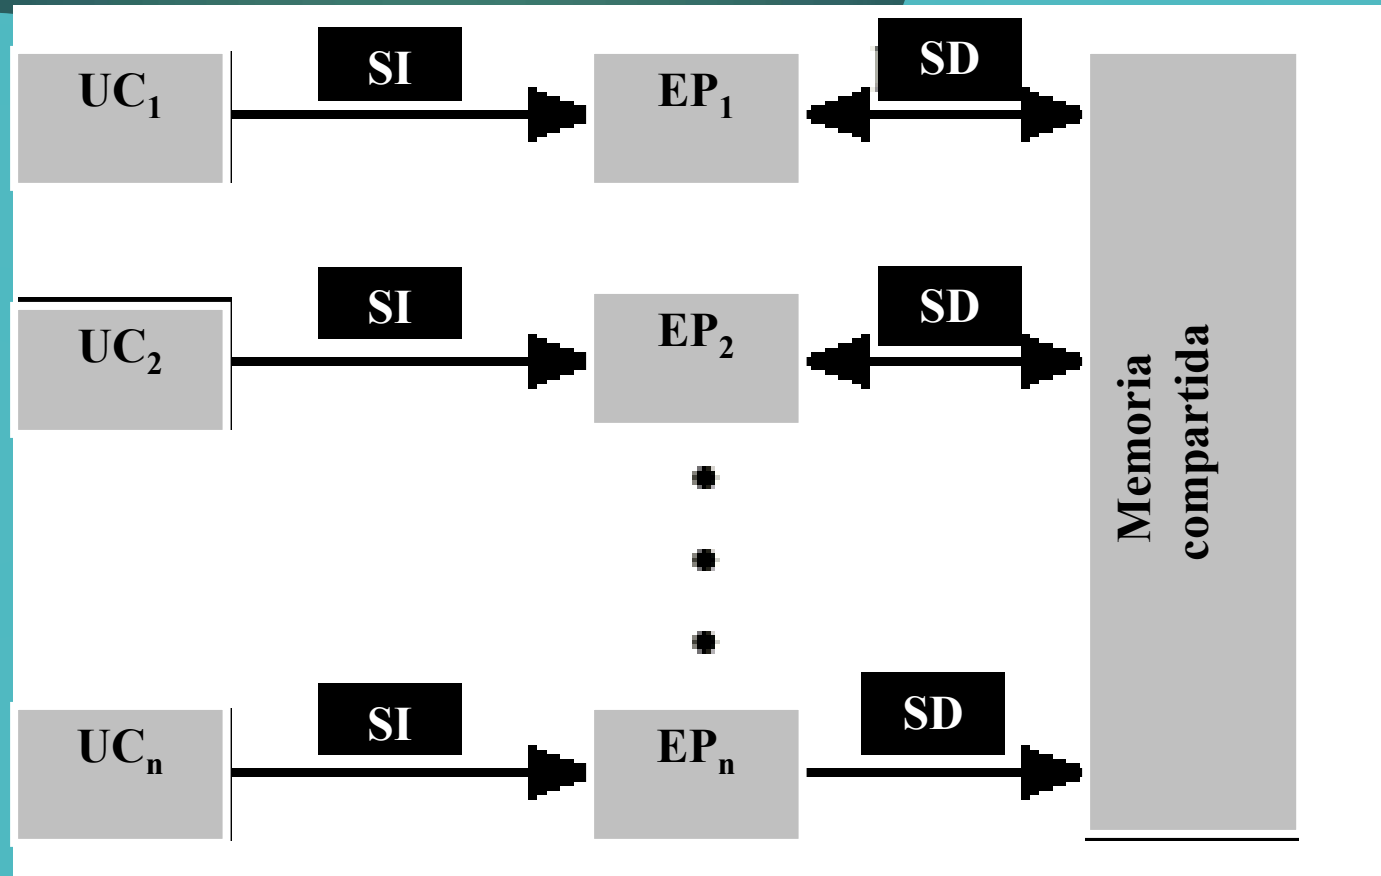 UC1 SI EP1 SD
UC2 SI EP2 SD
Memoria
compartida
UCn SI EPn SD